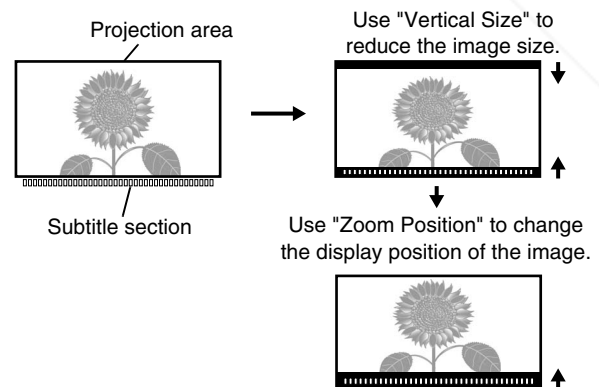 Projection area
Subtitle section
Use "Vertical Size" to
reduce the image size.
Use "Zoom Position" to change
the display position of the image.